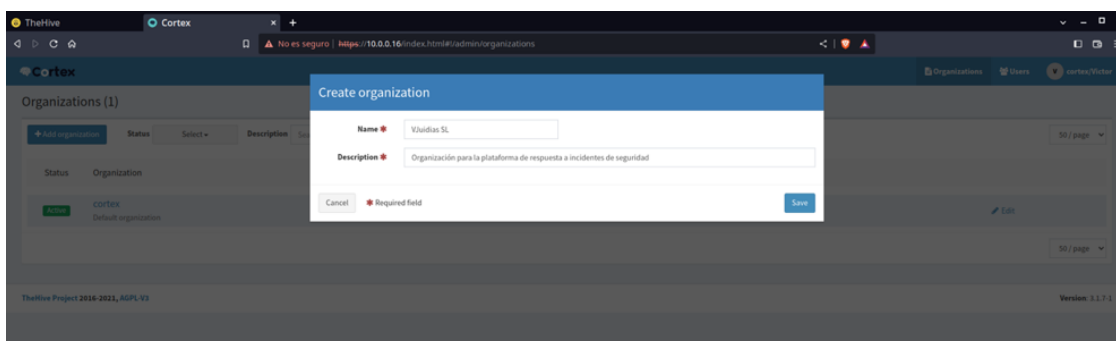 TheHive
Cortex
No es seguro | https://10.0.0.16/index.html#!/admin/organizations
Cortex
Organizations
Users
V
cortex/Victor
Organizations (1)
Create organization
Name *
VJuidias SL
Description *
Organización para la plataforma de respuesta a incidentes de seguridad
Cancel
* Required field
Save
+ Add organization
Status
Select
Description
50 / page
Status
Organization
Active
cortex
Default organization
Edit
50 / page
TheHive Project 2016-2021, AGPL-V3
Version: 3.1.7-1